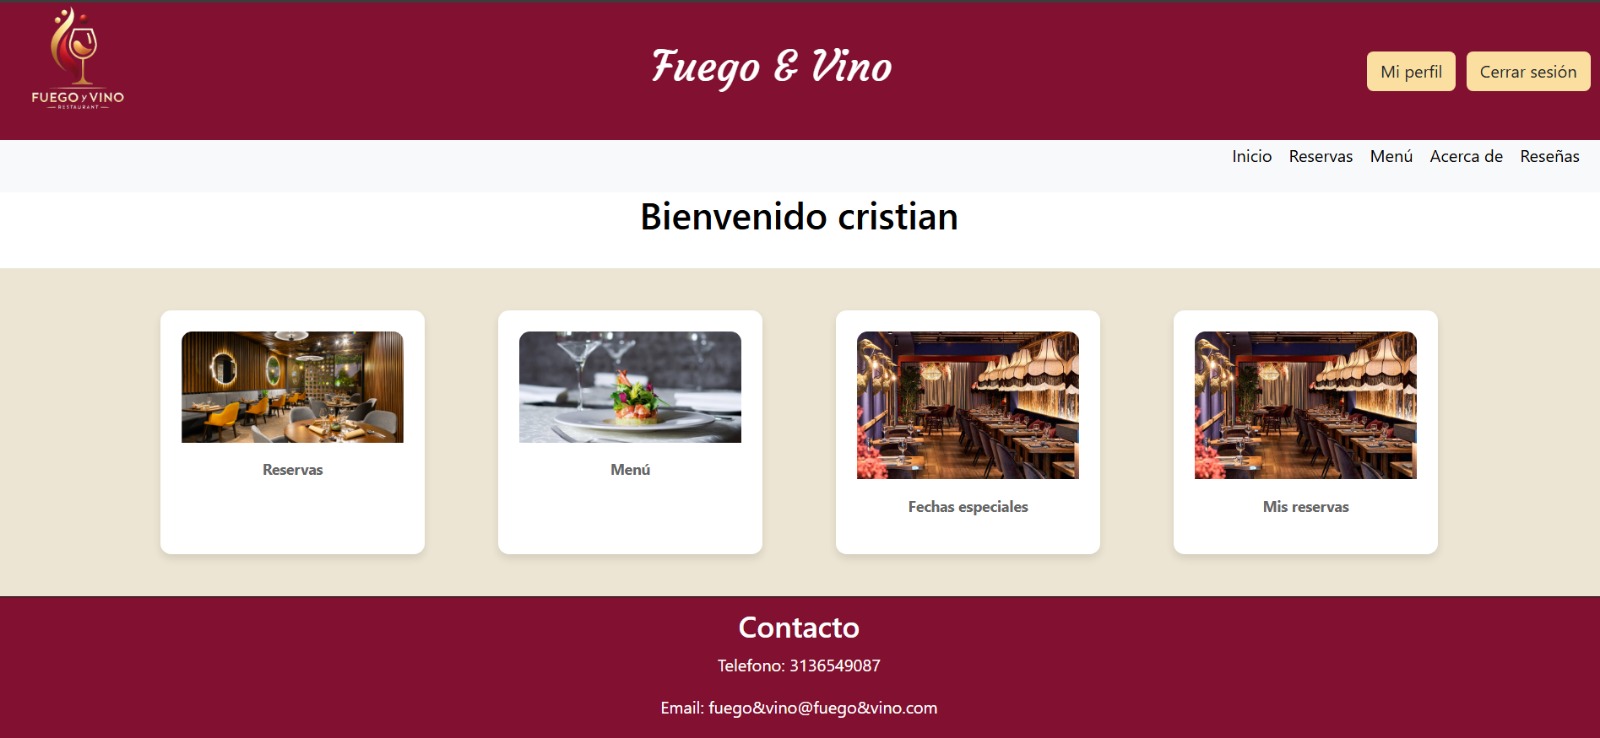 FUEGO y VINO
RESTAURANT
Fuego & Vino
Mi perfil
Cerrar sesión
Inicio Reservas Menú Acerca de Reseñas
Bienvenido cristian
Reservas
Menú
Fechas especiales
Mis reservas
Contacto
Telefono: 3136549087
Email: fuego&vino@fuego&vino.com